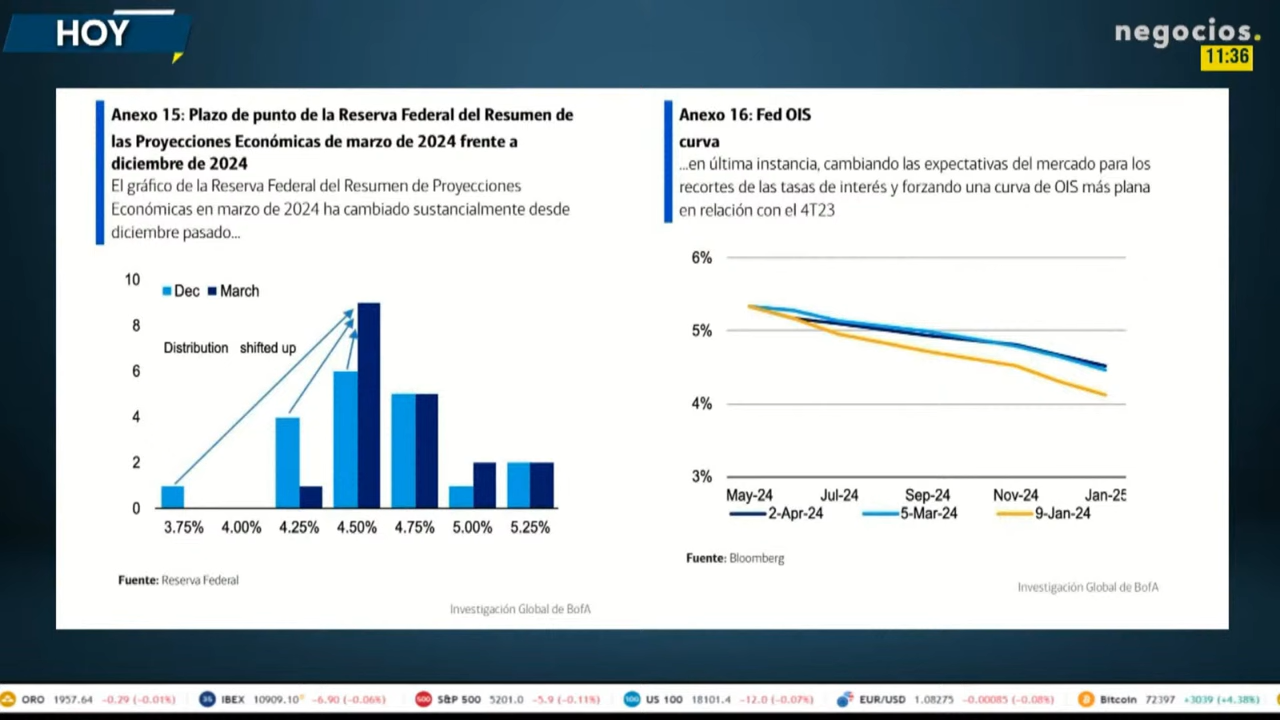 HOY
negocios.
11:36
Anexo 15: Plazo de punto de la Reserva Federal del Resumen de
las Proyecciones Económicas de marzo de 2024 frente a
diciembre de 2024
El gráfico de la Reserva Federal del Resumen de Proyecciones
Económicas en marzo de 2024 ha cambiado sustancialmente desde
diciembre pasado...
10
Dec March
8
Distribution shifted up
6
4
2
0
3.75% 4.00% 4.25% 4.50% 4.75% 5.00% 5.25%
Fuente: Reserva Federal
Investigación Global de BofA
Anexo 16: Fed OIS
curva
...en última instancia, cambiando las expectativas del mercado para los
recortes de las tasas de interés y forzando una curva de OIS más plana
en relación con el 4T23
6%
5%
4%
3%
May-24 Jul-24 Sep-24 Nov-24 Jan-25
2-Apr-24 5-Mar-24 9-Jan-24
Fuente: Bloomberg
Investigación Global de BofA
ORO 1957.64 -0.29 (-0.01%) 35 IBEX 10909.10 -6.90 (-0.06%) 500 S&P 500 5201.0 -5.9 (-0.11%) 100 US 100 18101.4 -12.0 (-0.07%) EUR/USD 1.08275 -0.00085 (-0.08%) Bitcoin 72397 +3039 (+4.38%)